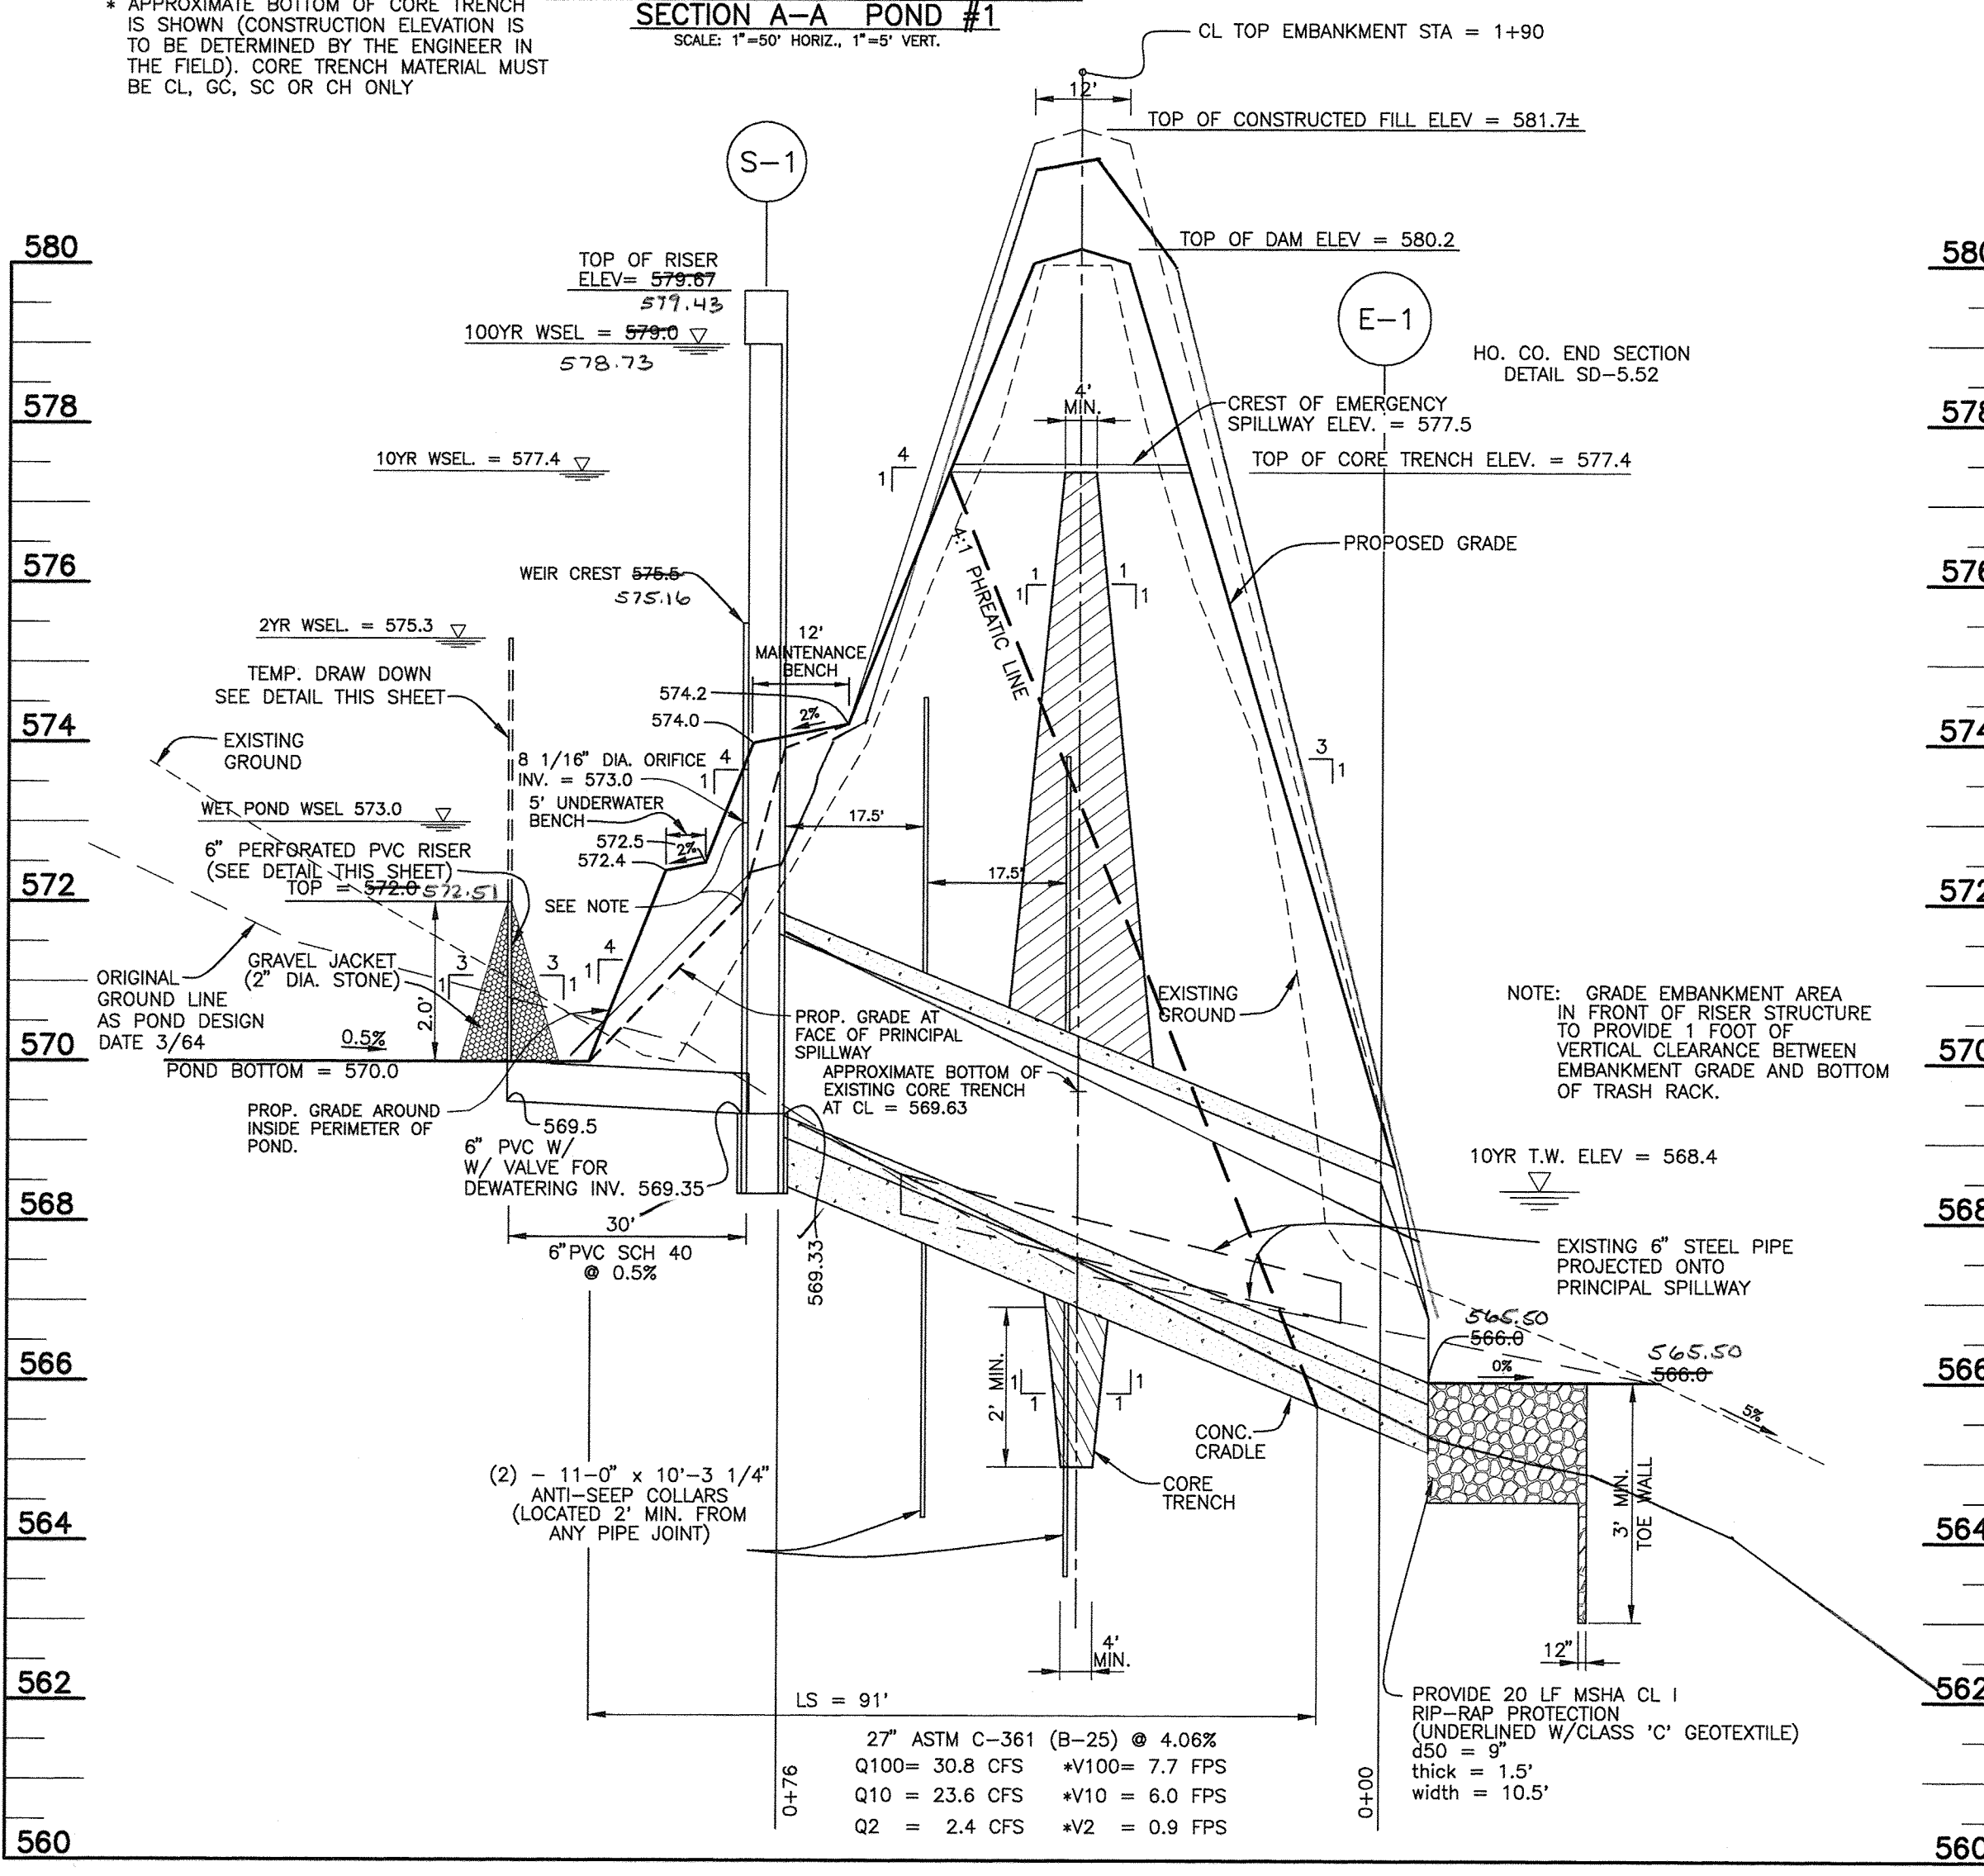 * APPROXIMATE BOTTOM OF CORE TRENCH
IS SHOWN (CONSTRUCTION ELEVATION IS
TO BE DETERMINED BY THE ENGINEER IN
THE FIELD). CORE TRENCH MATERIAL MUST
BE CL, GC, SC OR CH ONLY
SECTION A-A POND #1
SCALE: 1"=50' HORIZ., 1"=5' VERT.
CL TOP EMBANKMENT STA = 1+90
12'
TOP OF CONSTRUCTED FILL ELEV = 581.7±
S-1
TOP OF DAM ELEV = 580.2
580
580
TOP OF RISER
ELEV= 579.67
579.43
100YR WSEL = 579.0
578.73
E-1
HO. CO. END SECTION
DETAIL SD-5.52
4'
MIN.
CREST OF EMERGENCY
SPILLWAY ELEV. = 577.5
578
578
10YR WSEL. = 577.4
4
1
TOP OF CORE TRENCH ELEV. = 577.4
4:1 PHREATIC LINE
PROPOSED GRADE
576
576
WEIR CREST 575.5
575.16
1
1
1
1
2YR WSEL. = 575.3
12'
MAINTENANCE
BENCH
TEMP. DRAW DOWN
SEE DETAIL THIS SHEET
574.2
574.0
2%
574
574
EXISTING
GROUND
8 1/16" DIA. ORIFICE
INV. = 573.0
4
1
3
1
WET POND WSEL 573.0
5' UNDERWATER
BENCH
17.5'
572.5
572.4
2%
6" PERFORATED PVC RISER
(SEE DETAIL THIS SHEET)
TOP = 572.0 572.51
17.5'
572
572
SEE NOTE
GRAVEL JACKET
(2" DIA. STONE)
3
1
3
1
4
1
ORIGINAL
GROUND LINE
AS POND DESIGN
DATE 3/64
2.0'
0.5%
EXISTING
GROUND
NOTE: GRADE EMBANKMENT AREA
IN FRONT OF RISER STRUCTURE
TO PROVIDE 1 FOOT OF
VERTICAL CLEARANCE BETWEEN
EMBANKMENT GRADE AND BOTTOM
OF TRASH RACK.
PROP. GRADE AT
FACE OF PRINCIPAL
SPILLWAY
570
570
POND BOTTOM = 570.0
APPROXIMATE BOTTOM OF
EXISTING CORE TRENCH
AT CL = 569.63
PROP. GRADE AROUND
INSIDE PERIMETER OF
POND.
569.5
6" PVC W/
W/ VALVE FOR
DEWATERING INV. 569.35
10YR T.W. ELEV = 568.4
568
568
30'
6"PVC SCH 40
@ 0.5%
569.33
EXISTING 6" STEEL PIPE
PROJECTED ONTO
PRINCIPAL SPILLWAY
565.50
566.0
565.50
566.0
0%
5%
566
566
2' MIN.
1
1
1
1
CONC.
CRADLE
CORE
TRENCH
(2) - 11-0" x 10'-3 1/4"
ANTI-SEEP COLLARS
(LOCATED 2' MIN. FROM
ANY PIPE JOINT)
3' MIN.
TOE WALL
564
564
4'
MIN.
12"
562
562
LS = 91'
PROVIDE 20 LF MSHA CL I
RIP-RAP PROTECTION
(UNDERLINED W/CLASS 'C' GEOTEXTILE)
d50 = 9"
thick = 1.5'
width = 10.5'
27" ASTM C-361 (B-25) @ 4.06%
Q100= 30.8 CFS *V100= 7.7 FPS
Q10 = 23.6 CFS *V10 = 6.0 FPS
Q2 = 2.4 CFS *V2 = 0.9 FPS
0+76
0+00
560
560